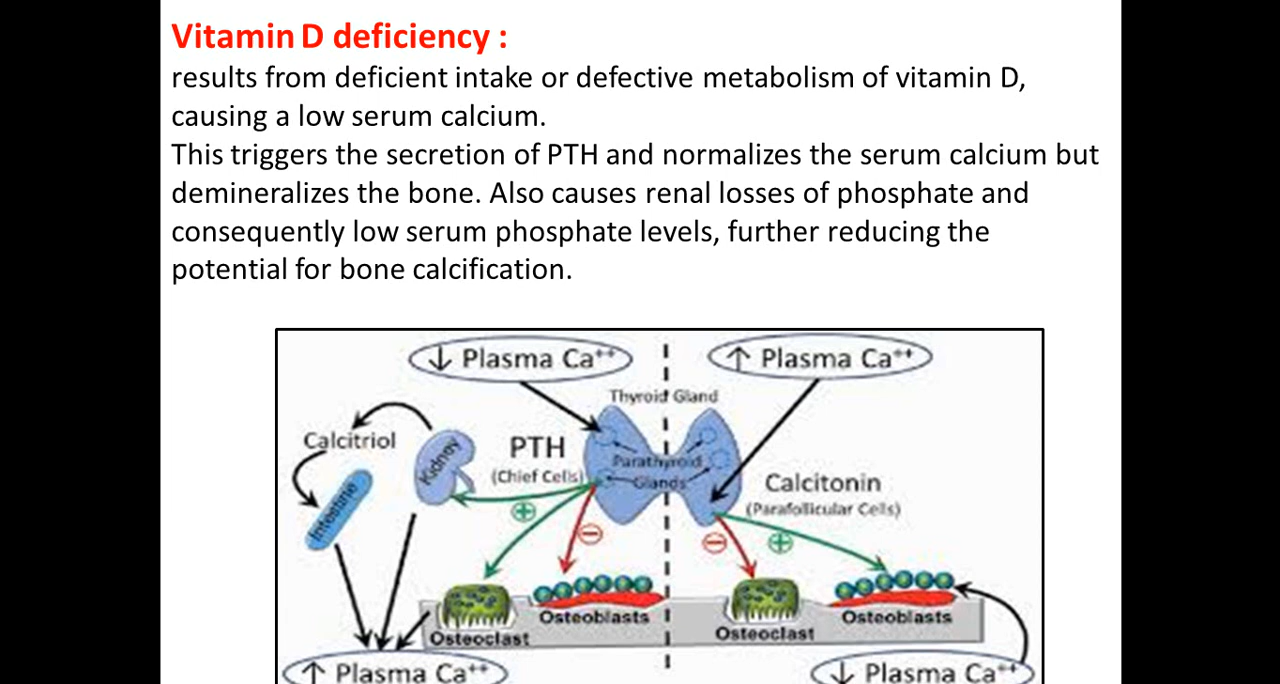 Vitamin D deficiency :
results from deficient intake or defective metabolism of vitamin D,
causing a low serum calcium.
This triggers the secretion of PTH and normalizes the serum calcium but
demineralizes the bone. Also causes renal losses of phosphate and
consequently low serum phosphate levels, further reducing the
potential for bone calcification.
↓ Plasma Ca⁺⁺
↑ Plasma Ca⁺⁺
Thyroid Gland
Calcitriol
Kidney
PTH
(Chief Cells)
Parathyroid
Glands
Intestine
Calcitonin
(Parafollicular Cells)
+
−
−
+
Osteoclast
Osteoblasts
Osteoclast
Osteoblasts
↑ Plasma Ca⁺⁺
↓ Plasma Ca⁺⁺